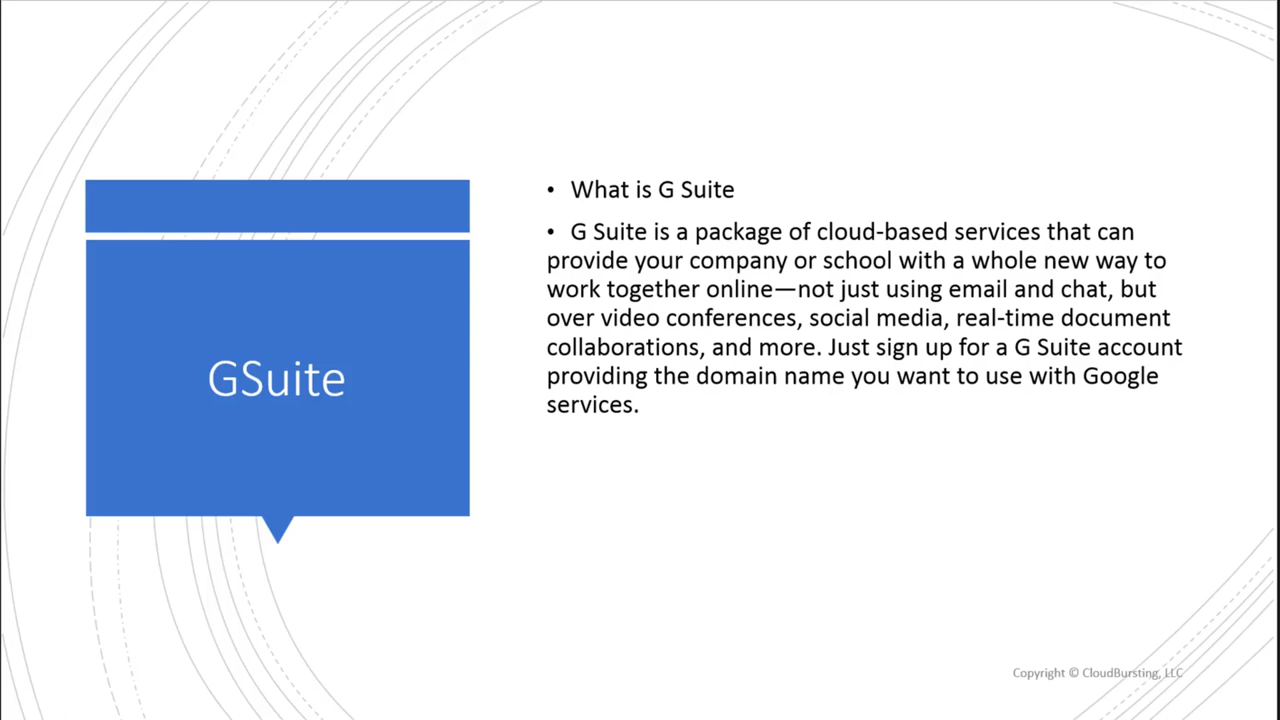 GSuite
• What is G Suite
• G Suite is a package of cloud-based services that can
provide your company or school with a whole new way to
work together online—not just using email and chat, but
over video conferences, social media, real-time document
collaborations, and more. Just sign up for a G Suite account
providing the domain name you want to use with Google
services.
Copyright © CloudBursting, LLC